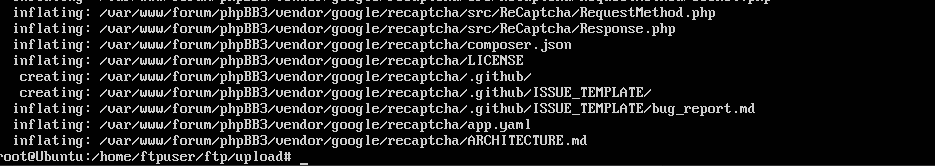 inflating: /var/www/forum/phpBB3/vendor/google/recaptcha/src/ReCaptcha/RequestMethod.php
inflating: /var/www/forum/phpBB3/vendor/google/recaptcha/src/ReCaptcha/Response.php
inflating: /var/www/forum/phpBB3/vendor/google/recaptcha/composer.json
inflating: /var/www/forum/phpBB3/vendor/google/recaptcha/LICENSE
creating: /var/www/forum/phpBB3/vendor/google/recaptcha/.github/
creating: /var/www/forum/phpBB3/vendor/google/recaptcha/.github/ISSUE_TEMPLATE/
inflating: /var/www/forum/phpBB3/vendor/google/recaptcha/.github/ISSUE_TEMPLATE/bug_report.md
inflating: /var/www/forum/phpBB3/vendor/google/recaptcha/app.yaml
inflating: /var/www/forum/phpBB3/vendor/google/recaptcha/ARCHITECTURE.md
root@Ubuntu:/home/ftpuser/ftp/upload# _